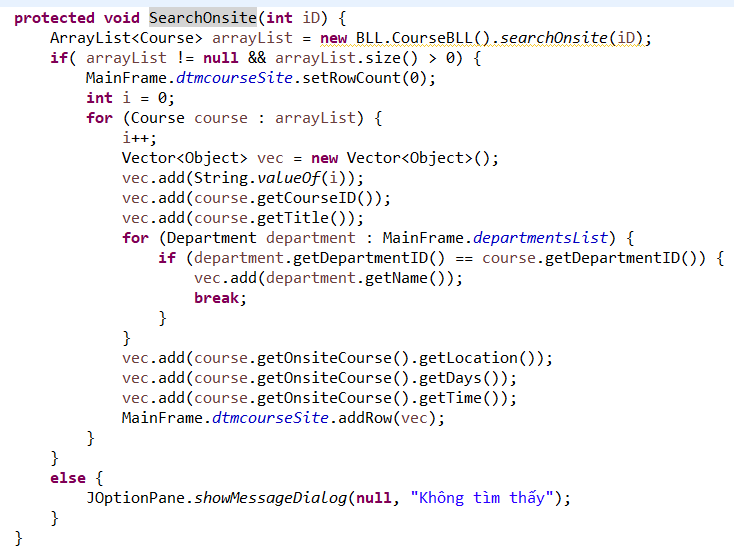 protected void SearchOnsite(int iD) {
    ArrayList<Course> arrayList = new BLL.CourseBLL().searchOnsite(iD);
    if( arrayList != null && arrayList.size() > 0) {
        MainFrame.dtmcourseSite.setRowCount(0);
        int i = 0;
        for (Course course : arrayList) {
            i++;
            Vector<Object> vec = new Vector<Object>();
            vec.add(String.valueOf(i));
            vec.add(course.getCourseID());
            vec.add(course.getTitle());
            for (Department department : MainFrame.departmentsList) {
                if (department.getDepartmentID() == course.getDepartmentID()) {
                    vec.add(department.getName());
                    break;
                }
            }
            vec.add(course.getOnsiteCourse().getLocation());
            vec.add(course.getOnsiteCourse().getDays());
            vec.add(course.getOnsiteCourse().getTime());
            MainFrame.dtmcourseSite.addRow(vec);
        }
    }
    else {
        JOptionPane.showMessageDialog(null, "Không tìm thấy");
    }
}